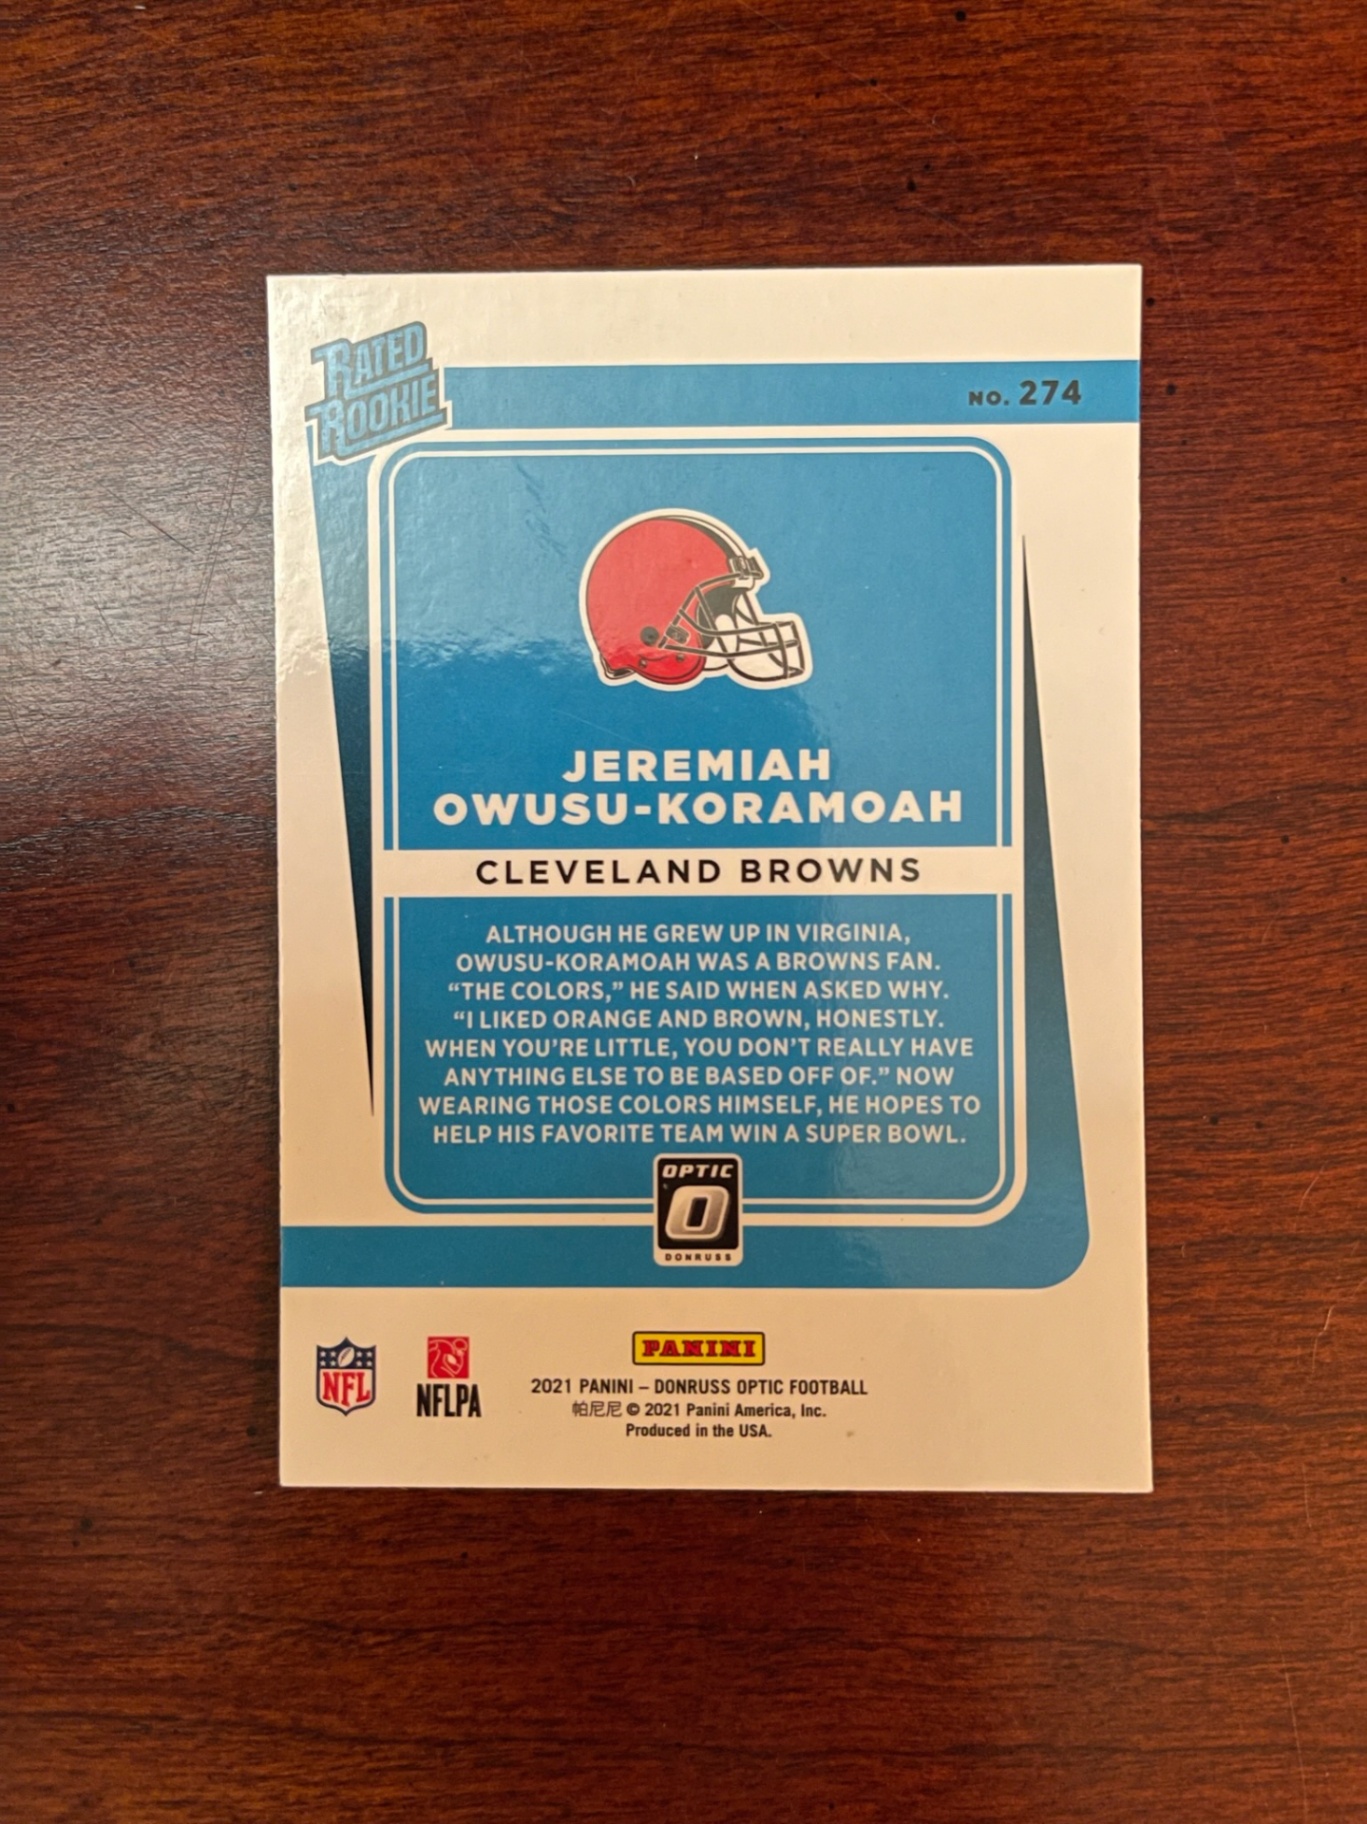 RATED
ROOKIE
NO. 274
JEREMIAH
OWUSU-KORAMOAH
CLEVELAND BROWNS
ALTHOUGH HE GREW UP IN VIRGINIA,
OWUSU-KORAMOAH WAS A BROWNS FAN.
“THE COLORS,” HE SAID WHEN ASKED WHY.
“I LIKED ORANGE AND BROWN, HONESTLY.
WHEN YOU’RE LITTLE, YOU DON’T REALLY HAVE
ANYTHING ELSE TO BE BASED OFF OF.” NOW
WEARING THOSE COLORS HIMSELF, HE HOPES TO
HELP HIS FAVORITE TEAM WIN A SUPER BOWL.
OPTIC
O
DONRUSS
NFL
NFLPA
PANINI
2021 PANINI – DONRUSS OPTIC FOOTBALL
帕尼尼 © 2021 Panini America, Inc.
Produced in the USA.